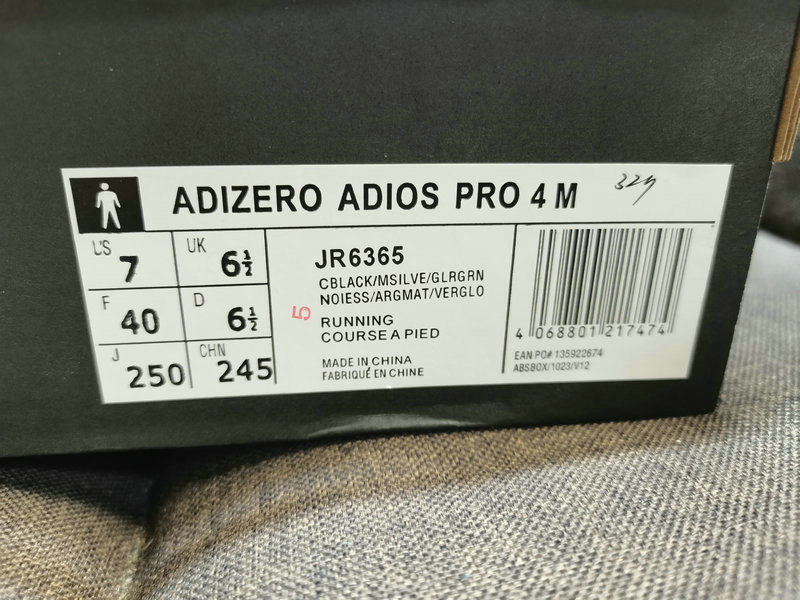 ADIZERO ADIOS PRO 4 M
324
L'S 7
UK 6½
F 40
D 6½
J 250
CHN 245
JR6365
CBLACK/MSILVE/GLRGRN
NOIESS/ARGMAT/VERGLO
5
RUNNING
COURSE A PIED
MADE IN CHINA
FABRIQUÉ EN CHINE
4 068801 217474
EAN PO# 135922674
ABSBOX/1023/V12